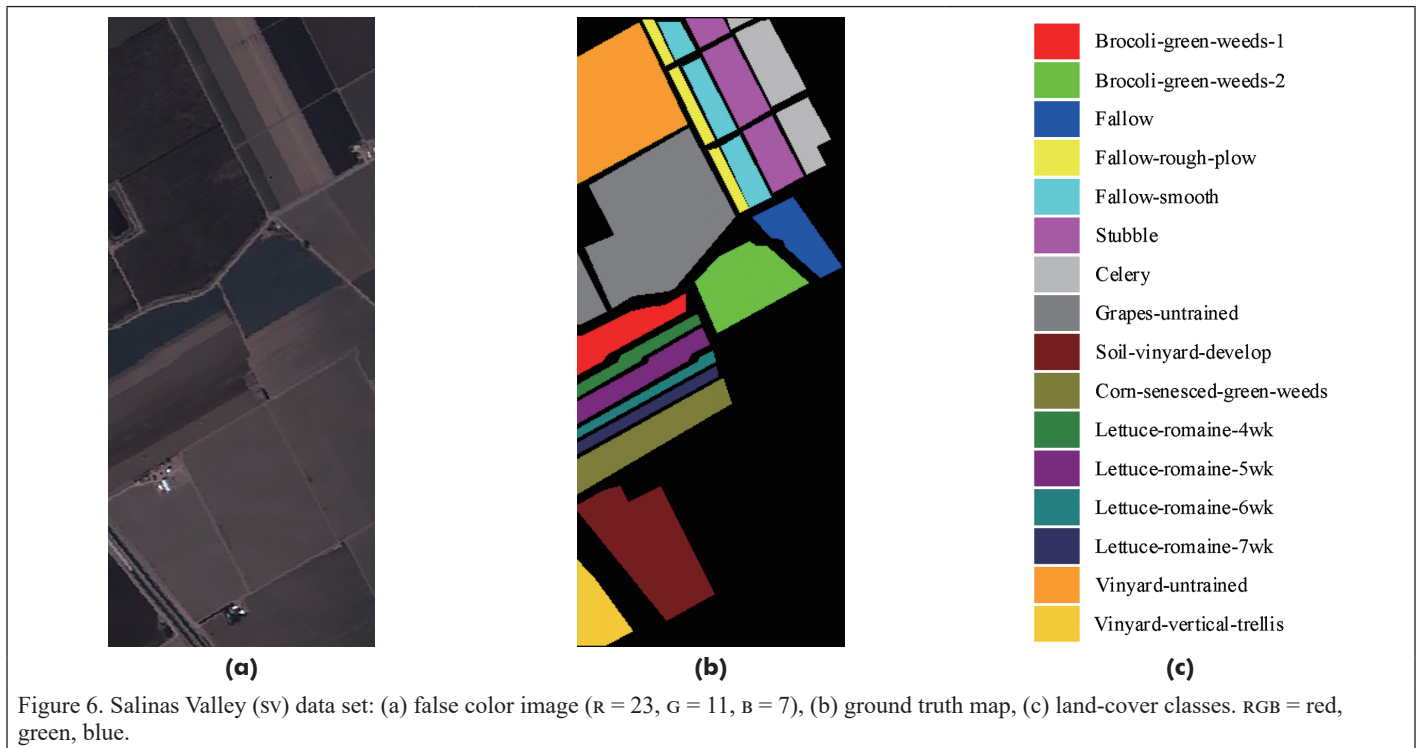 Brocoli-green-weeds-1
Brocoli-green-weeds-2
Fallow
Fallow-rough-plow
Fallow-smooth
Stubble
Celery
Grapes-untrained
Soil-vinyard-develop
Corn-senesced-green-weeds
Lettuce-romaine-4wk
Lettuce-romaine-5wk
Lettuce-romaine-6wk
Lettuce-romaine-7wk
Vinyard-untrained
Vinyard-vertical-trellis
(a)
(b)
(c)
Figure 6. Salinas Valley (SV) data set: (a) false color image (R = 23, G = 11, B = 7), (b) ground truth map, (c) land-cover classes. RGB = red,
green, blue.